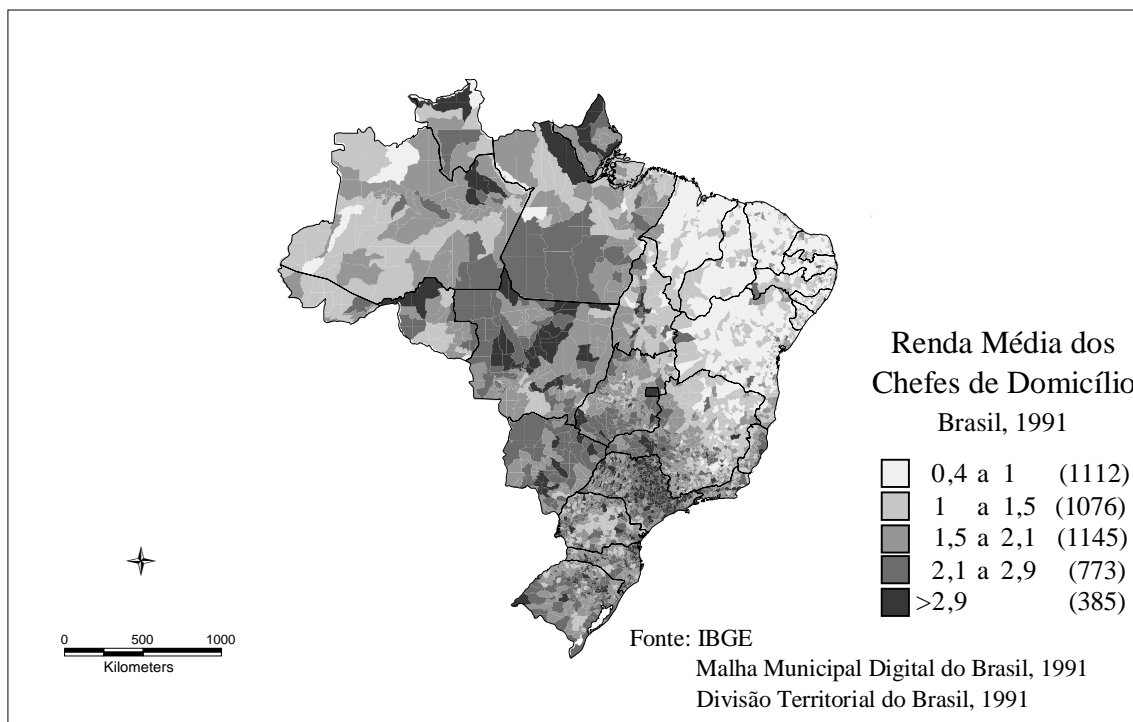 Renda Média dos
Chefes de Domicílio
Brasil, 1991
0,4 a 1 (1112)
1 a 1,5 (1076)
1,5 a 2,1 (1145)
2,1 a 2,9 (773)
>2,9 (385)
0 500 1000
Kilometers
Fonte: IBGE
Malha Municipal Digital do Brasil, 1991
Divisão Territorial do Brasil, 1991